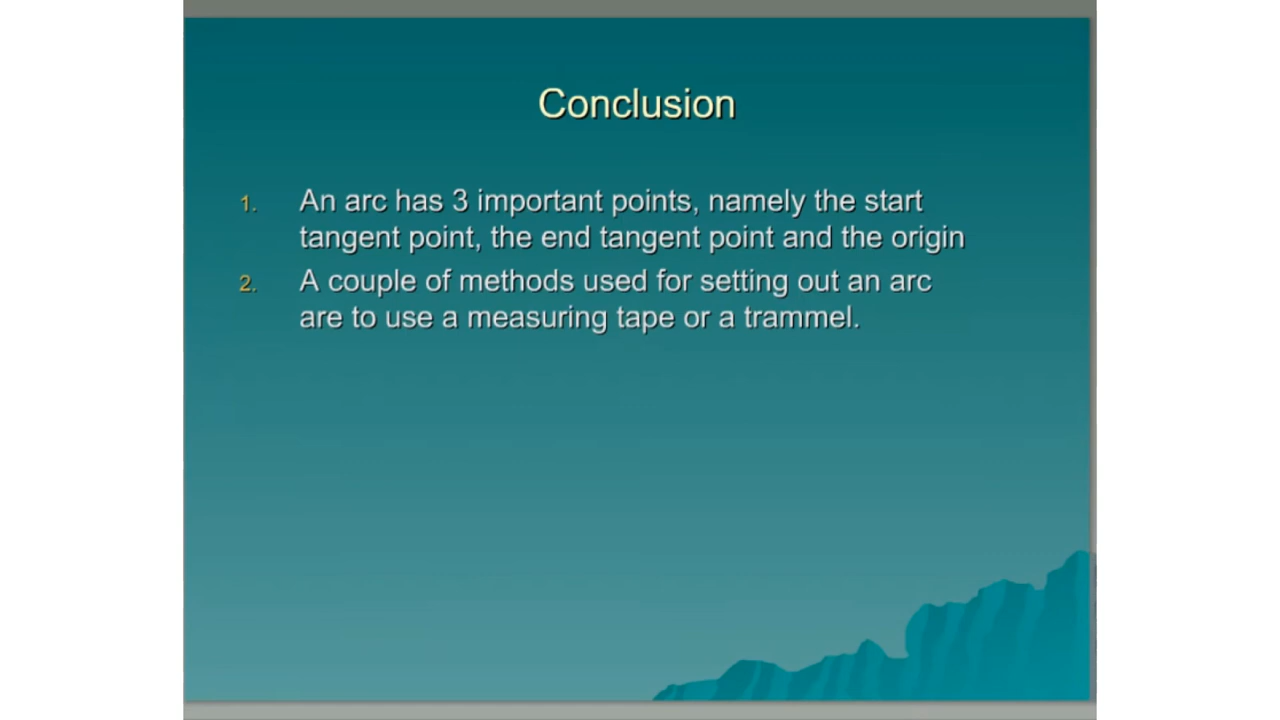 Conclusion
1. An arc has 3 important points, namely the start
tangent point, the end tangent point and the origin
2. A couple of methods used for setting out an arc
are to use a measuring tape or a trammel.